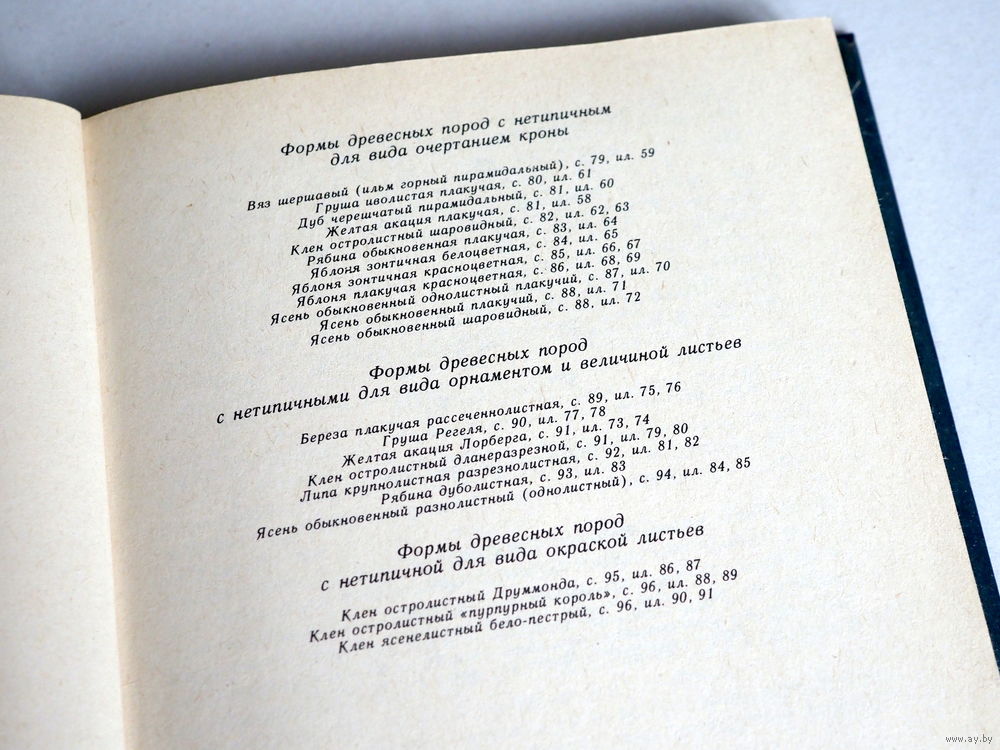 Формы древесных пород с нетипичным
для вида очертанием кроны
Вяз шершавый (ильм горный пирамидальный), с. 79, ил. 59
Груша иволистая плакучая, с. 80, ил. 61
Дуб черешчатый пирамидальный, с. 81, ил. 60
Желтая акация плакучая, с. 81, ил. 58
Клен остролистный шаровидный, с. 82, ил. 62, 63
Рябина обыкновенная плакучая, с. 83, ил. 64
Яблоня зонтичная белоцветная, с. 84, ил. 65
Яблоня зонтичная красноцветная, с. 85, ил. 66, 67
Яблоня плакучая красноцветная, с. 86, ил. 68, 69
Ясень обыкновенный однолистный плакучий, с. 87, ил. 70
Ясень обыкновенный плакучий, с. 88, ил. 71
Ясень обыкновенный шаровидный, с. 88, ил. 72
Формы древесных пород
с нетипичными для вида орнаментом и величиной листьев
Береза плакучая рассеченнолистная, с. 89, ил. 75, 76
Груша Регеля, с. 90, ил. 77, 78
Желтая акация Лорберга, с. 91, ил. 73, 74
Клен остролистный дланеразрезной, с. 91, ил. 79, 80
Липа крупнолистная разрезнолистная, с. 92, ил. 81, 82
Рябина дуболистная, с. 93, ил. 83
Ясень обыкновенный разнолистный (однолистный), с. 94, ил. 84, 85
Формы древесных пород
с нетипичной для вида окраской листьев
Клен остролистный Друммонда, с. 95, ил. 86, 87
Клен остролистный «пурпурный король», с. 96, ил. 88, 89
Клен ясенелистный бело-пестрый, с. 96, ил. 90, 91
www.ay.by